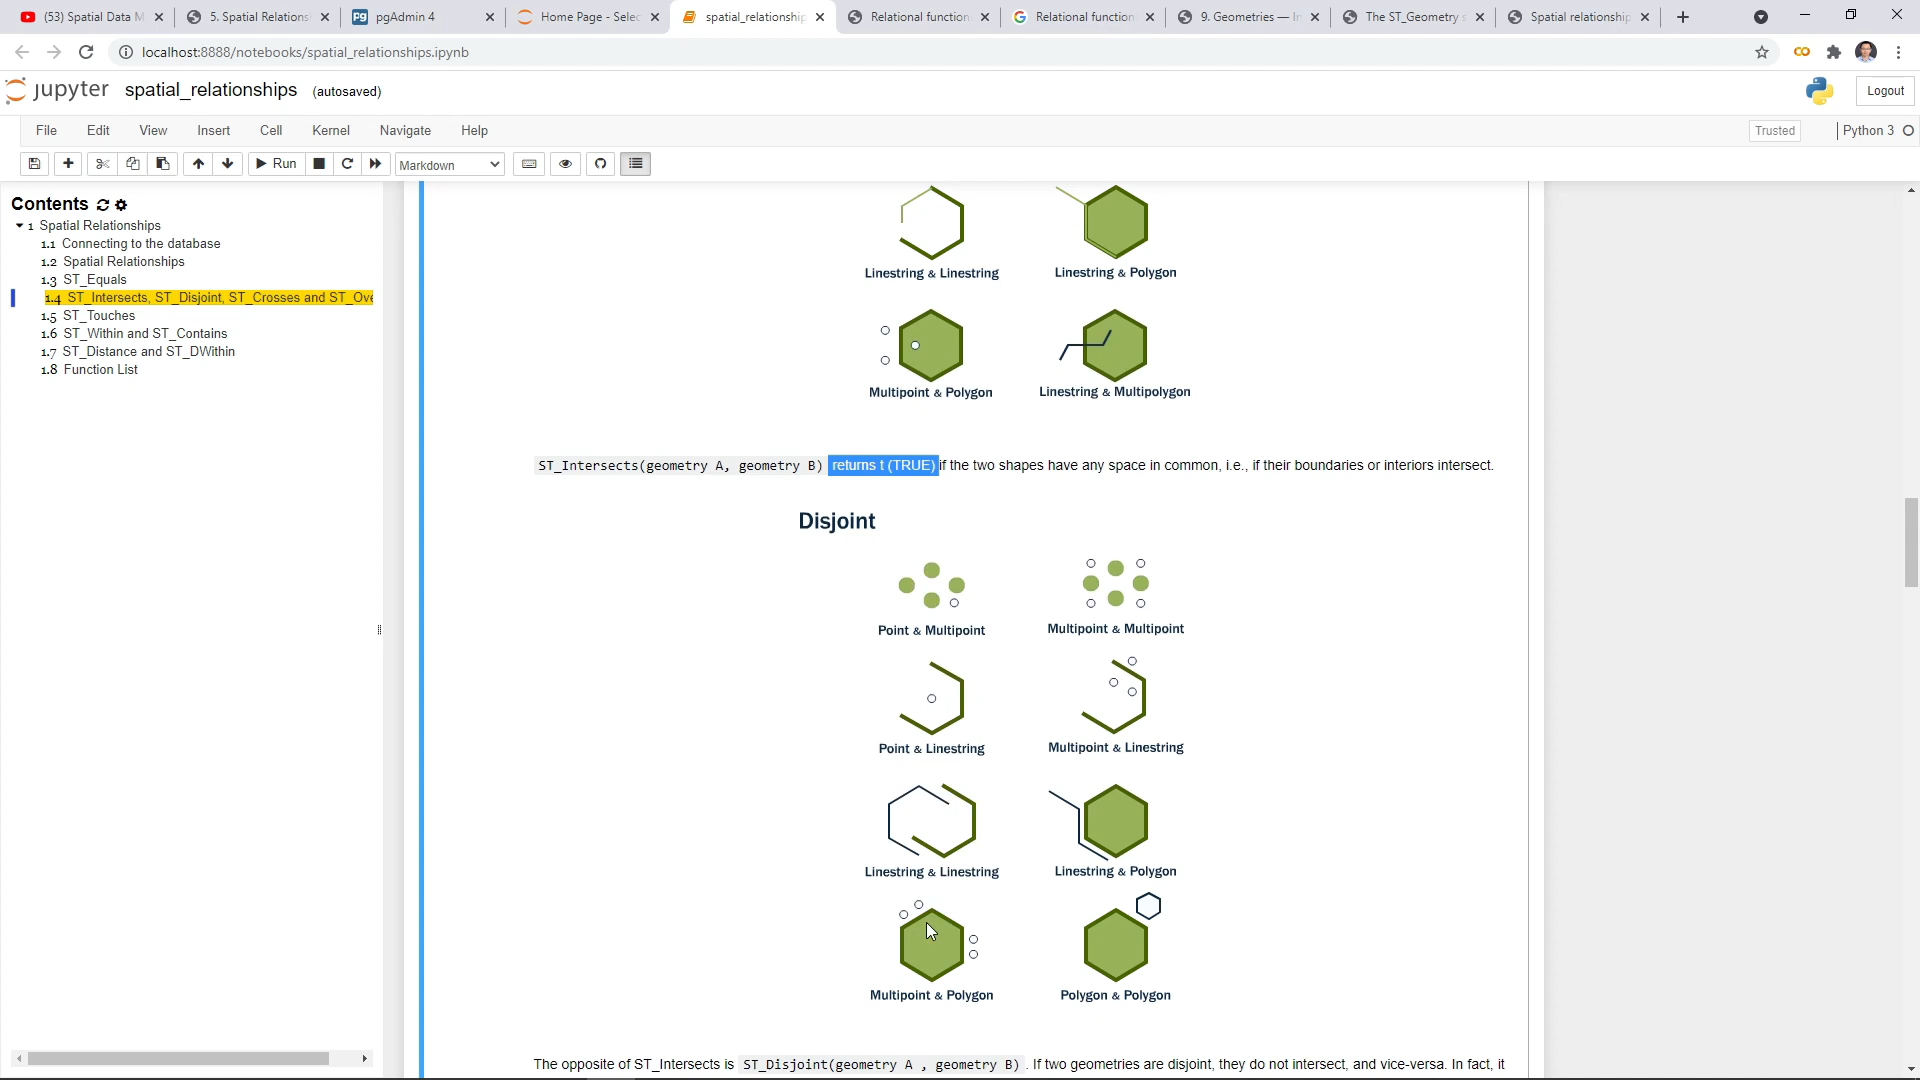 (53) Spatial Data M
5. Spatial Relations
pgAdmin 4
Home Page - Selec
spatial_relationship
Relational function
Relational function
9. Geometries — In
The ST_Geometry s
Spatial relationship
localhost:8888/notebooks/spatial_relationships.ipynb
jupyter spatial_relationships (autosaved)
Logout
File Edit View Insert Cell Kernel Navigate Help
Trusted
Python 3
Run
Markdown
Contents
1 Spatial Relationships
1.1 Connecting to the database
1.2 Spatial Relationships
1.3 ST_Equals
1.4 ST_Intersects, ST_Disjoint, ST_Crosses and ST_Ove
1.5 ST_Touches
1.6 ST_Within and ST_Contains
1.7 ST_Distance and ST_DWithin
1.8 Function List
Linestring & Linestring
Linestring & Polygon
Multipoint & Polygon
Linestring & Multipolygon
ST_Intersects(geometry A, geometry B) returns t (TRUE) if the two shapes have any space in common, i.e., if their boundaries or interiors intersect.
Disjoint
Point & Multipoint
Multipoint & Multipoint
Point & Linestring
Multipoint & Linestring
Linestring & Linestring
Linestring & Polygon
Multipoint & Polygon
Polygon & Polygon
The opposite of ST_Intersects is ST_Disjoint(geometry A , geometry B) . If two geometries are disjoint, they do not intersect, and vice-versa. In fact, it